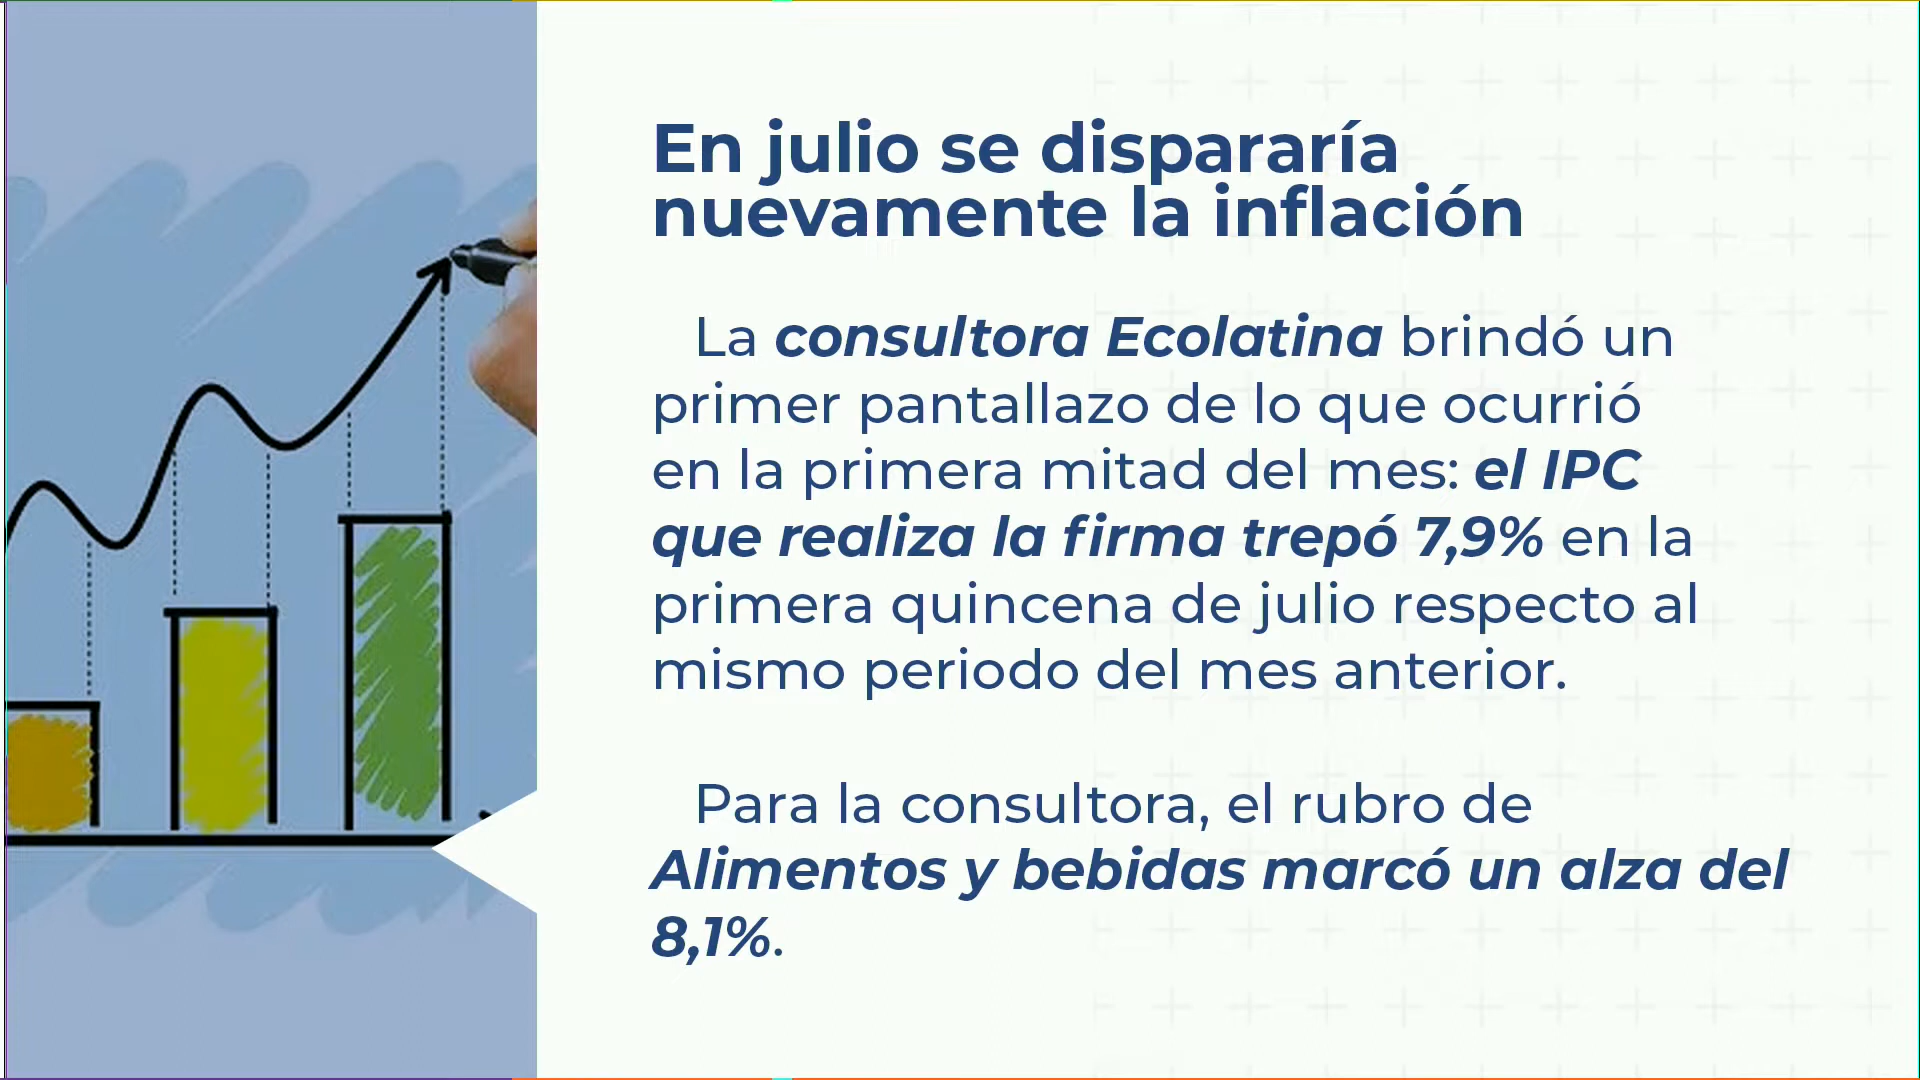 En julio se dispararía
nuevamente la inflación
La consultora Ecolatina brindó un
primer pantallazo de lo que ocurrió
en la primera mitad del mes: el IPC
que realiza la firma trepó 7,9% en la
primera quincena de julio respecto al
mismo periodo del mes anterior.
Para la consultora, el rubro de
Alimentos y bebidas marcó un alza del
8,1%.